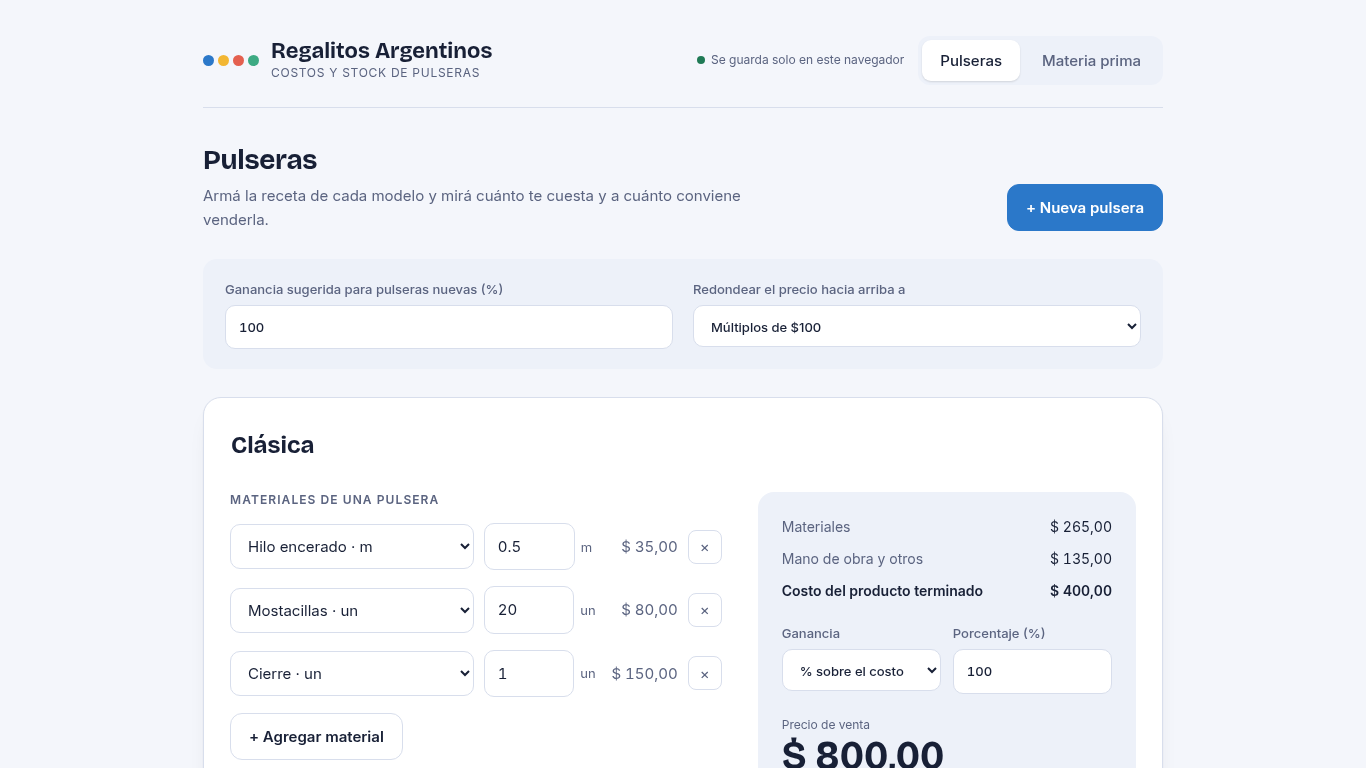 Regalitos Argentinos
COSTOS Y STOCK DE PULSERAS
Se guarda solo en este navegador
Pulseras
Materia prima
Pulseras
Armá la receta de cada modelo y mirá cuánto te cuesta y a cuánto conviene
venderla.
+ Nueva pulsera
Ganancia sugerida para pulseras nuevas (%)
100
Redondear el precio hacia arriba a
Múltiplos de $100
Clásica
MATERIALES DE UNA PULSERA
Hilo encerado · m
0.5
m
$ 35,00
×
Mostacillas · un
20
un
$ 80,00
×
Cierre · un
1
un
$ 150,00
×
+ Agregar material
Materiales
$ 265,00
Mano de obra y otros
$ 135,00
Costo del producto terminado
$ 400,00
Ganancia
Porcentaje (%)
% sobre el costo
100
Precio de venta
$ 800,00